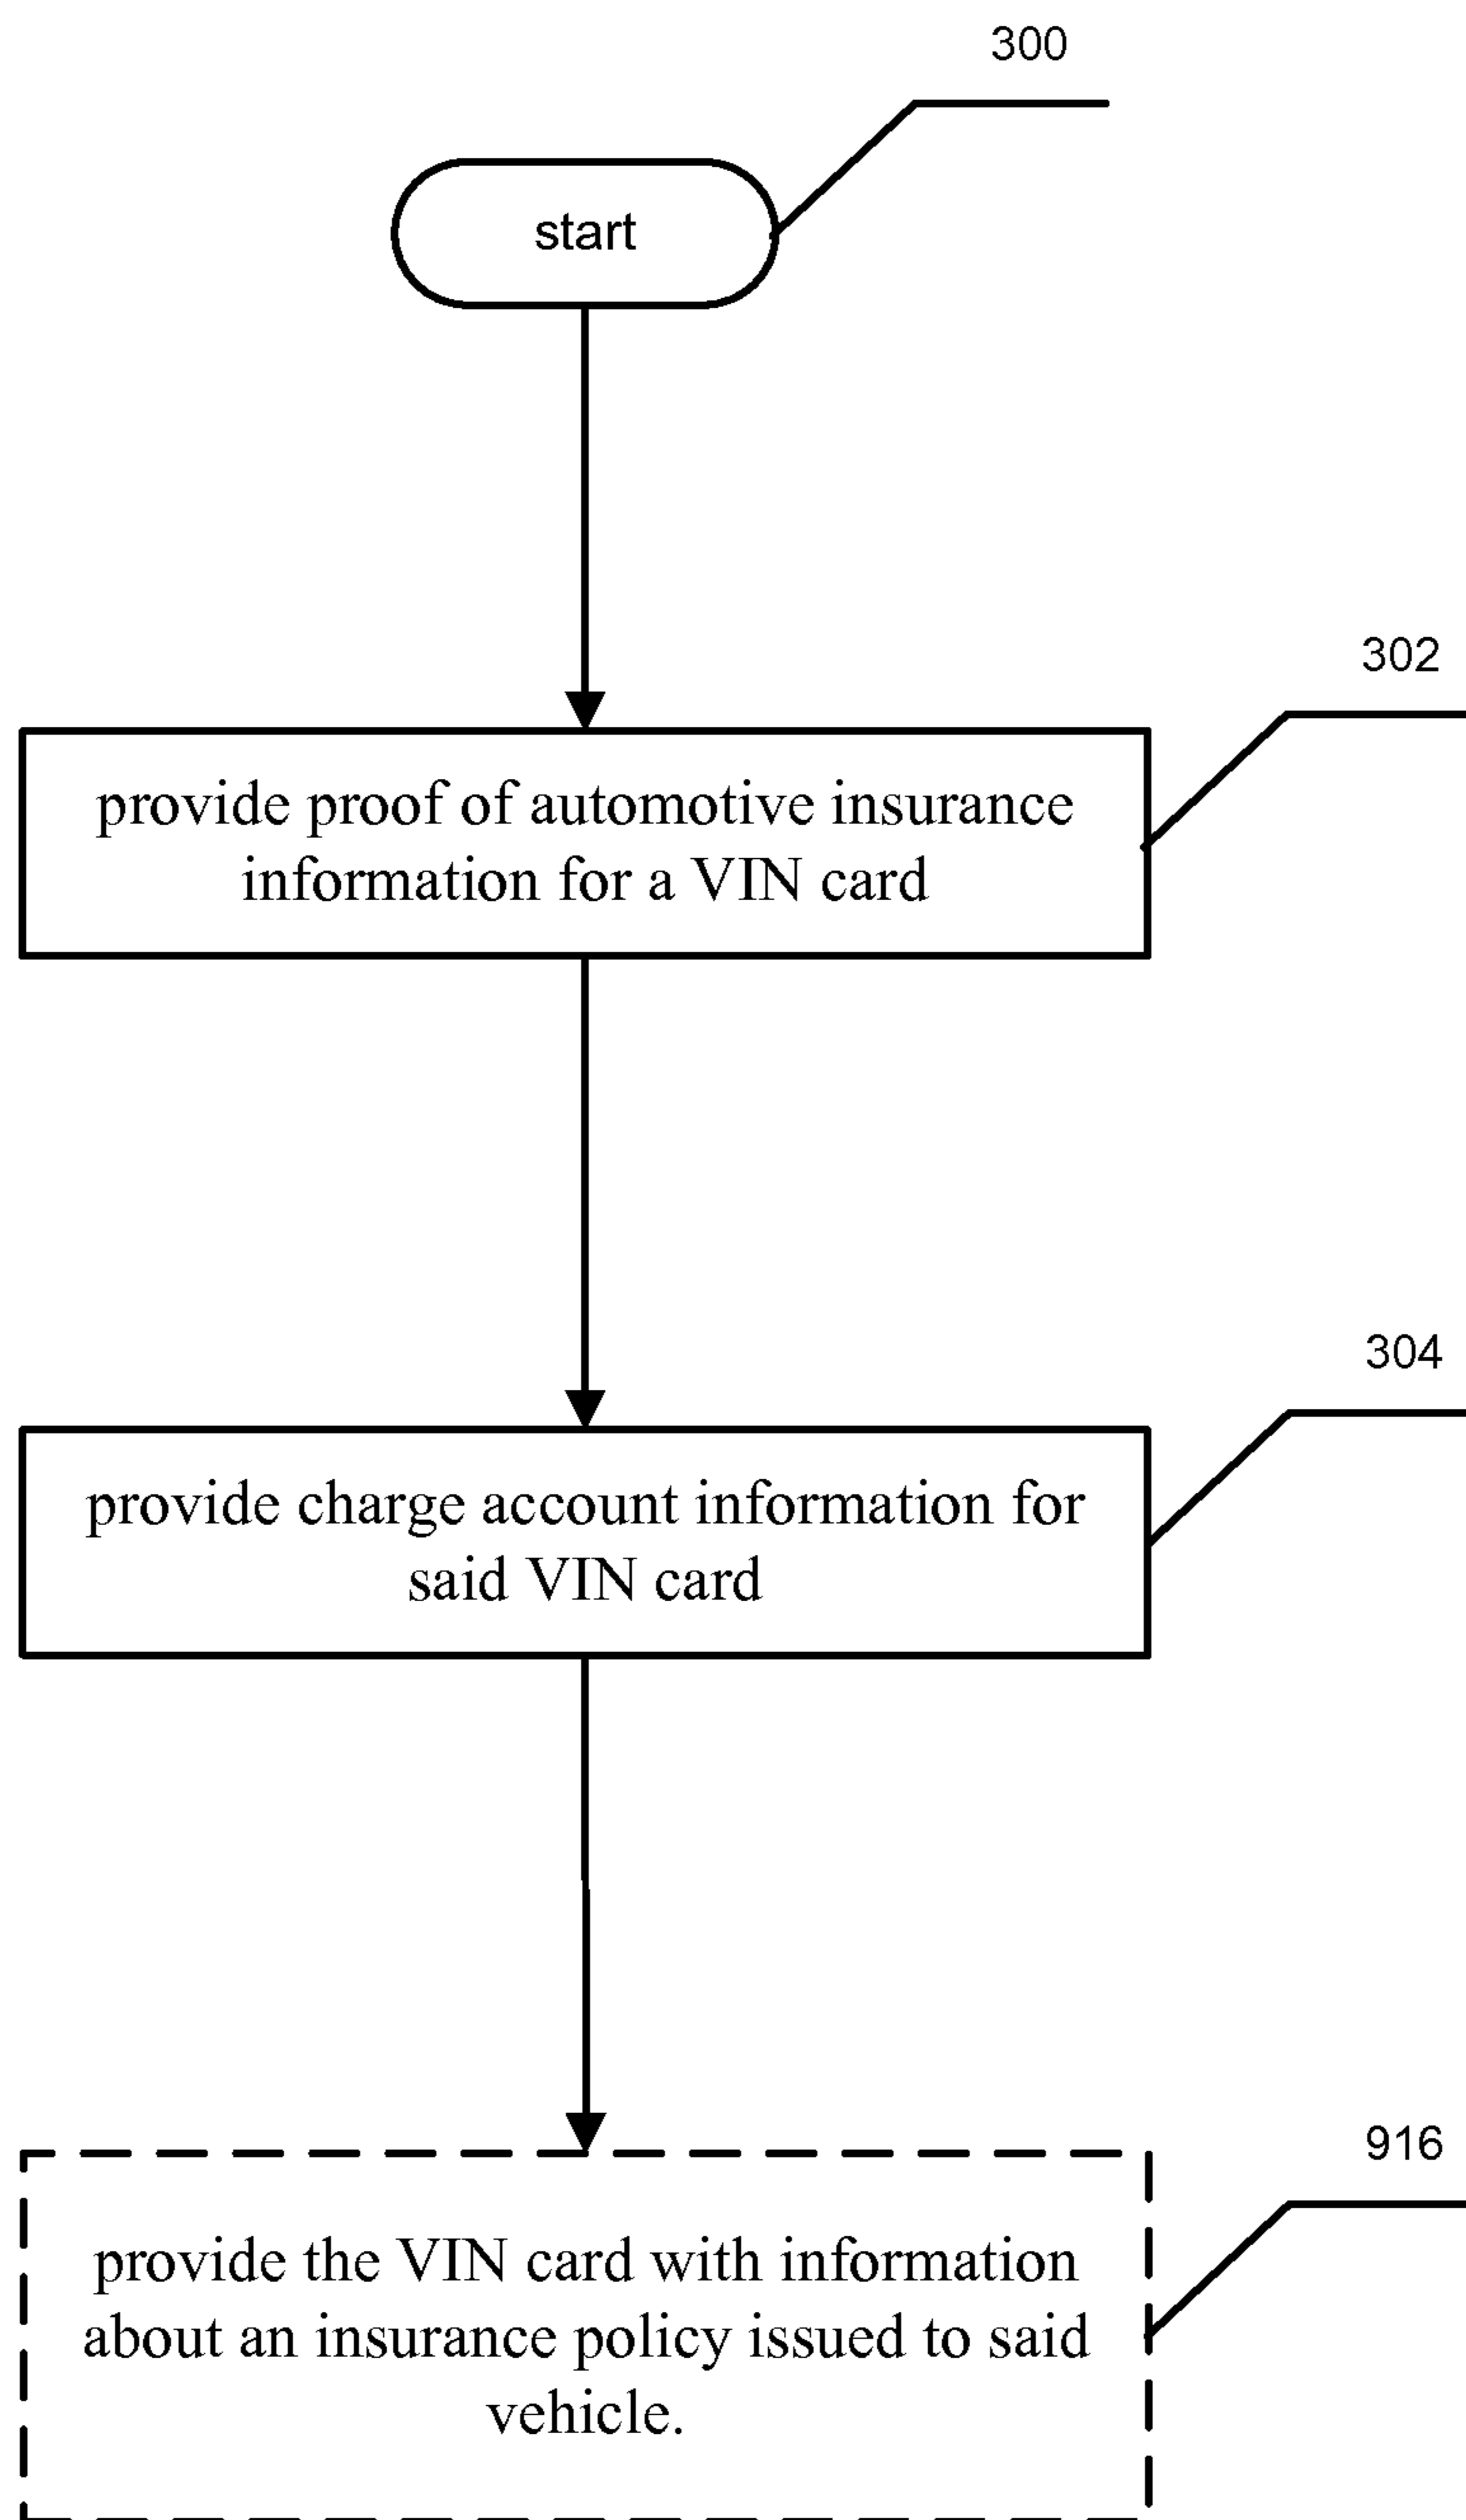 300
start
302
provide proof of automotive insurance
information for a VIN card
304
provide charge account information for
said VIN card
916
provide the VIN card with information
about an insurance policy issued to said
vehicle.